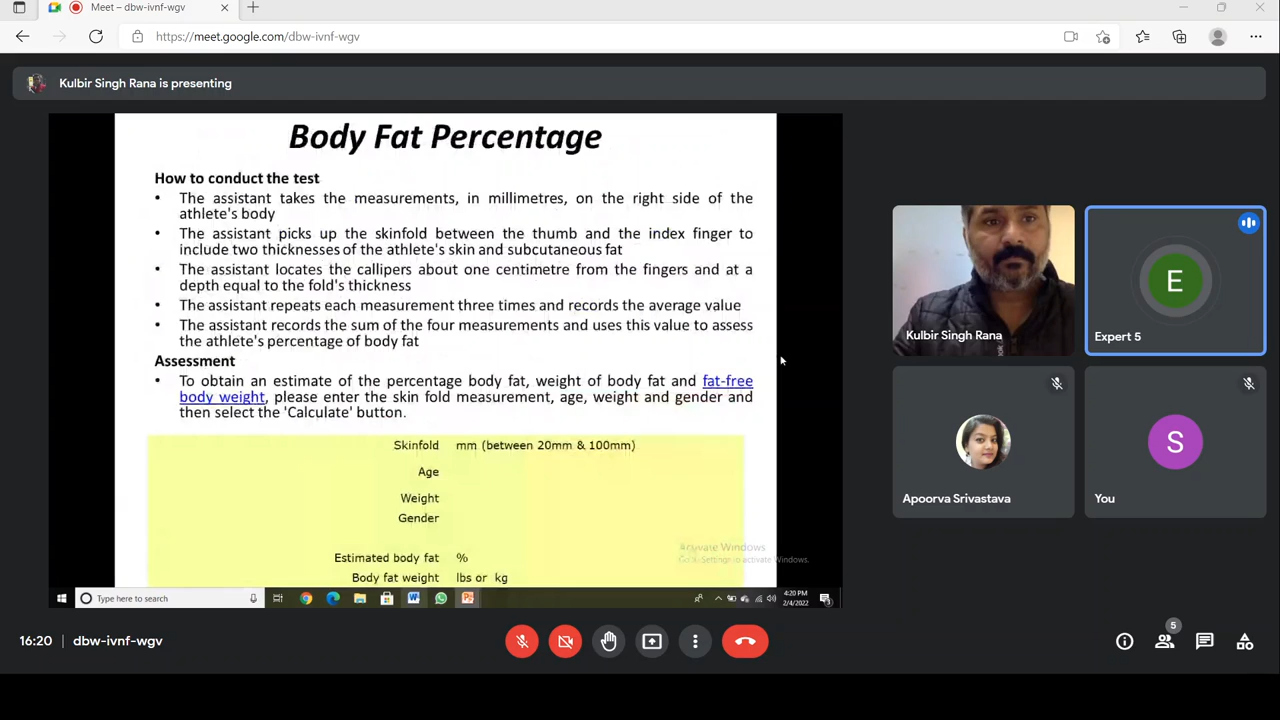 Meet – dbw-ivnf-wgv
https://meet.google.com/dbw-ivnf-wgv
Kulbir Singh Rana is presenting
Body Fat Percentage
How to conduct the test
• The assistant takes the measurements, in millimetres, on the right side of the
athlete's body
• The assistant picks up the skinfold between the thumb and the index finger to
include two thicknesses of the athlete's skin and subcutaneous fat
• The assistant locates the callipers about one centimetre from the fingers and at a
depth equal to the fold's thickness
• The assistant repeats each measurement three times and records the average value
• The assistant records the sum of the four measurements and uses this value to assess
the athlete's percentage of body fat
Assessment
• To obtain an estimate of the percentage body fat, weight of body fat and fat-free
body weight, please enter the skin fold measurement, age, weight and gender and
then select the 'Calculate' button.
Skinfold mm (between 20mm & 100mm)
Age
Weight
Gender
Estimated body fat %
Body fat weight lbs or kg
Activate Windows
Go to Settings to activate Windows.
Type here to search
4:20 PM
2/4/2022
Kulbir Singh Rana
E
Expert 5
Apoorva Srivastava
S
You
16:20 dbw-ivnf-wgv
5